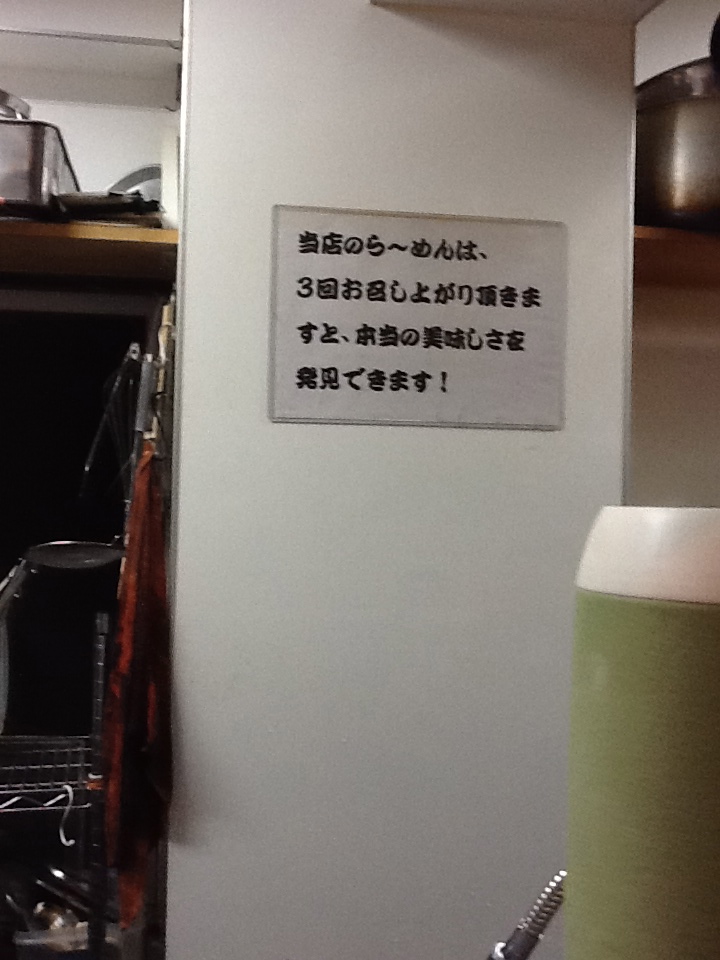 当店のら～めんは、
3回お召し上がり頂きま
すと、本当の美味しさを
発見できます！